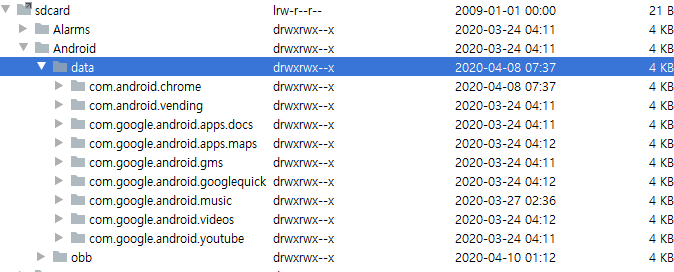 sdcard lrw-r--r-- 2009-01-01 00:00 21 B
Alarms drwxrwx--x 2020-03-24 04:11 4 KB
Android drwxrwx--x 2020-03-24 04:11 4 KB
data drwxrwx--x 2020-04-08 07:37 4 KB
com.android.chrome drwxrwx--x 2020-04-08 07:37 4 KB
com.android.vending drwxrwx--x 2020-03-24 04:11 4 KB
com.google.android.apps.docs drwxrwx--x 2020-03-24 04:11 4 KB
com.google.android.apps.maps drwxrwx--x 2020-03-24 04:12 4 KB
com.google.android.gms drwxrwx--x 2020-03-24 04:11 4 KB
com.google.android.googlequick drwxrwx--x 2020-03-24 04:12 4 KB
com.google.android.music drwxrwx--x 2020-03-27 02:36 4 KB
com.google.android.videos drwxrwx--x 2020-03-24 04:12 4 KB
com.google.android.youtube drwxrwx--x 2020-03-24 04:11 4 KB
obb drwxrwx--x 2020-04-10 01:12 4 KB